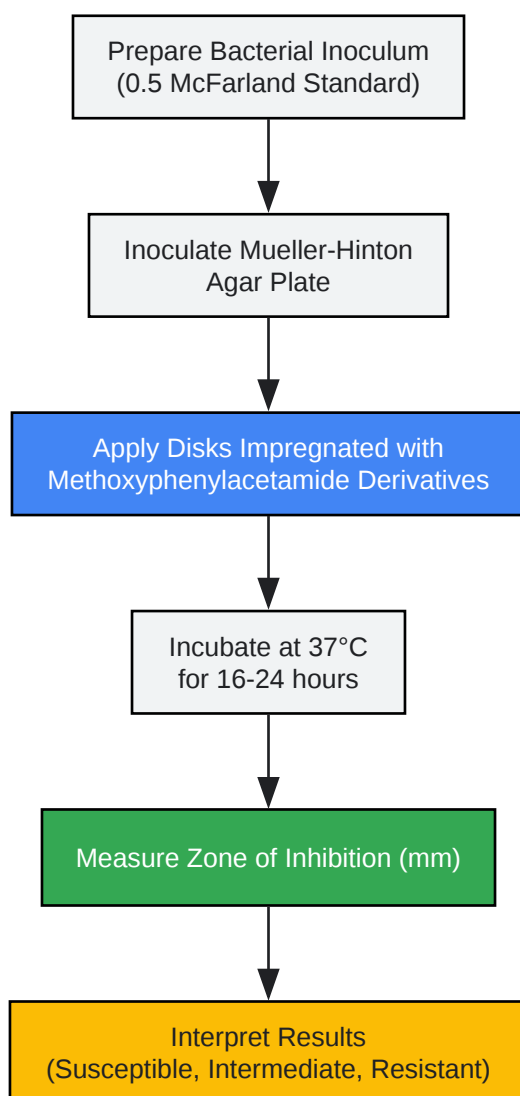 Prepare Bacterial Inoculum
(0.5 McFarland Standard)
Inoculate Mueller-Hinton
Agar Plate
Apply Disks Impregnated with
Methoxyphenylacetamide Derivatives
Incubate at 37°C
for 16-24 hours
Measure Zone of Inhibition (mm)
Interpret Results
(Susceptible, Intermediate, Resistant)